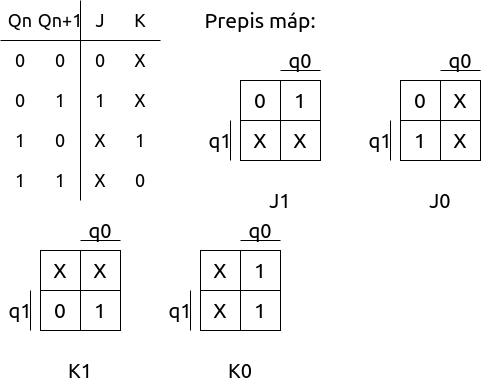 Qn Qn+1 J K
0 0 0 X
0 1 1 X
1 0 X 1
1 1 X 0
Prepis máp:
q0
0 1
q1 X X
J1
q0
0 X
q1 1 X
J0
q0
X X
q1 0 1
K1
q0
X 1
q1 X 1
K0